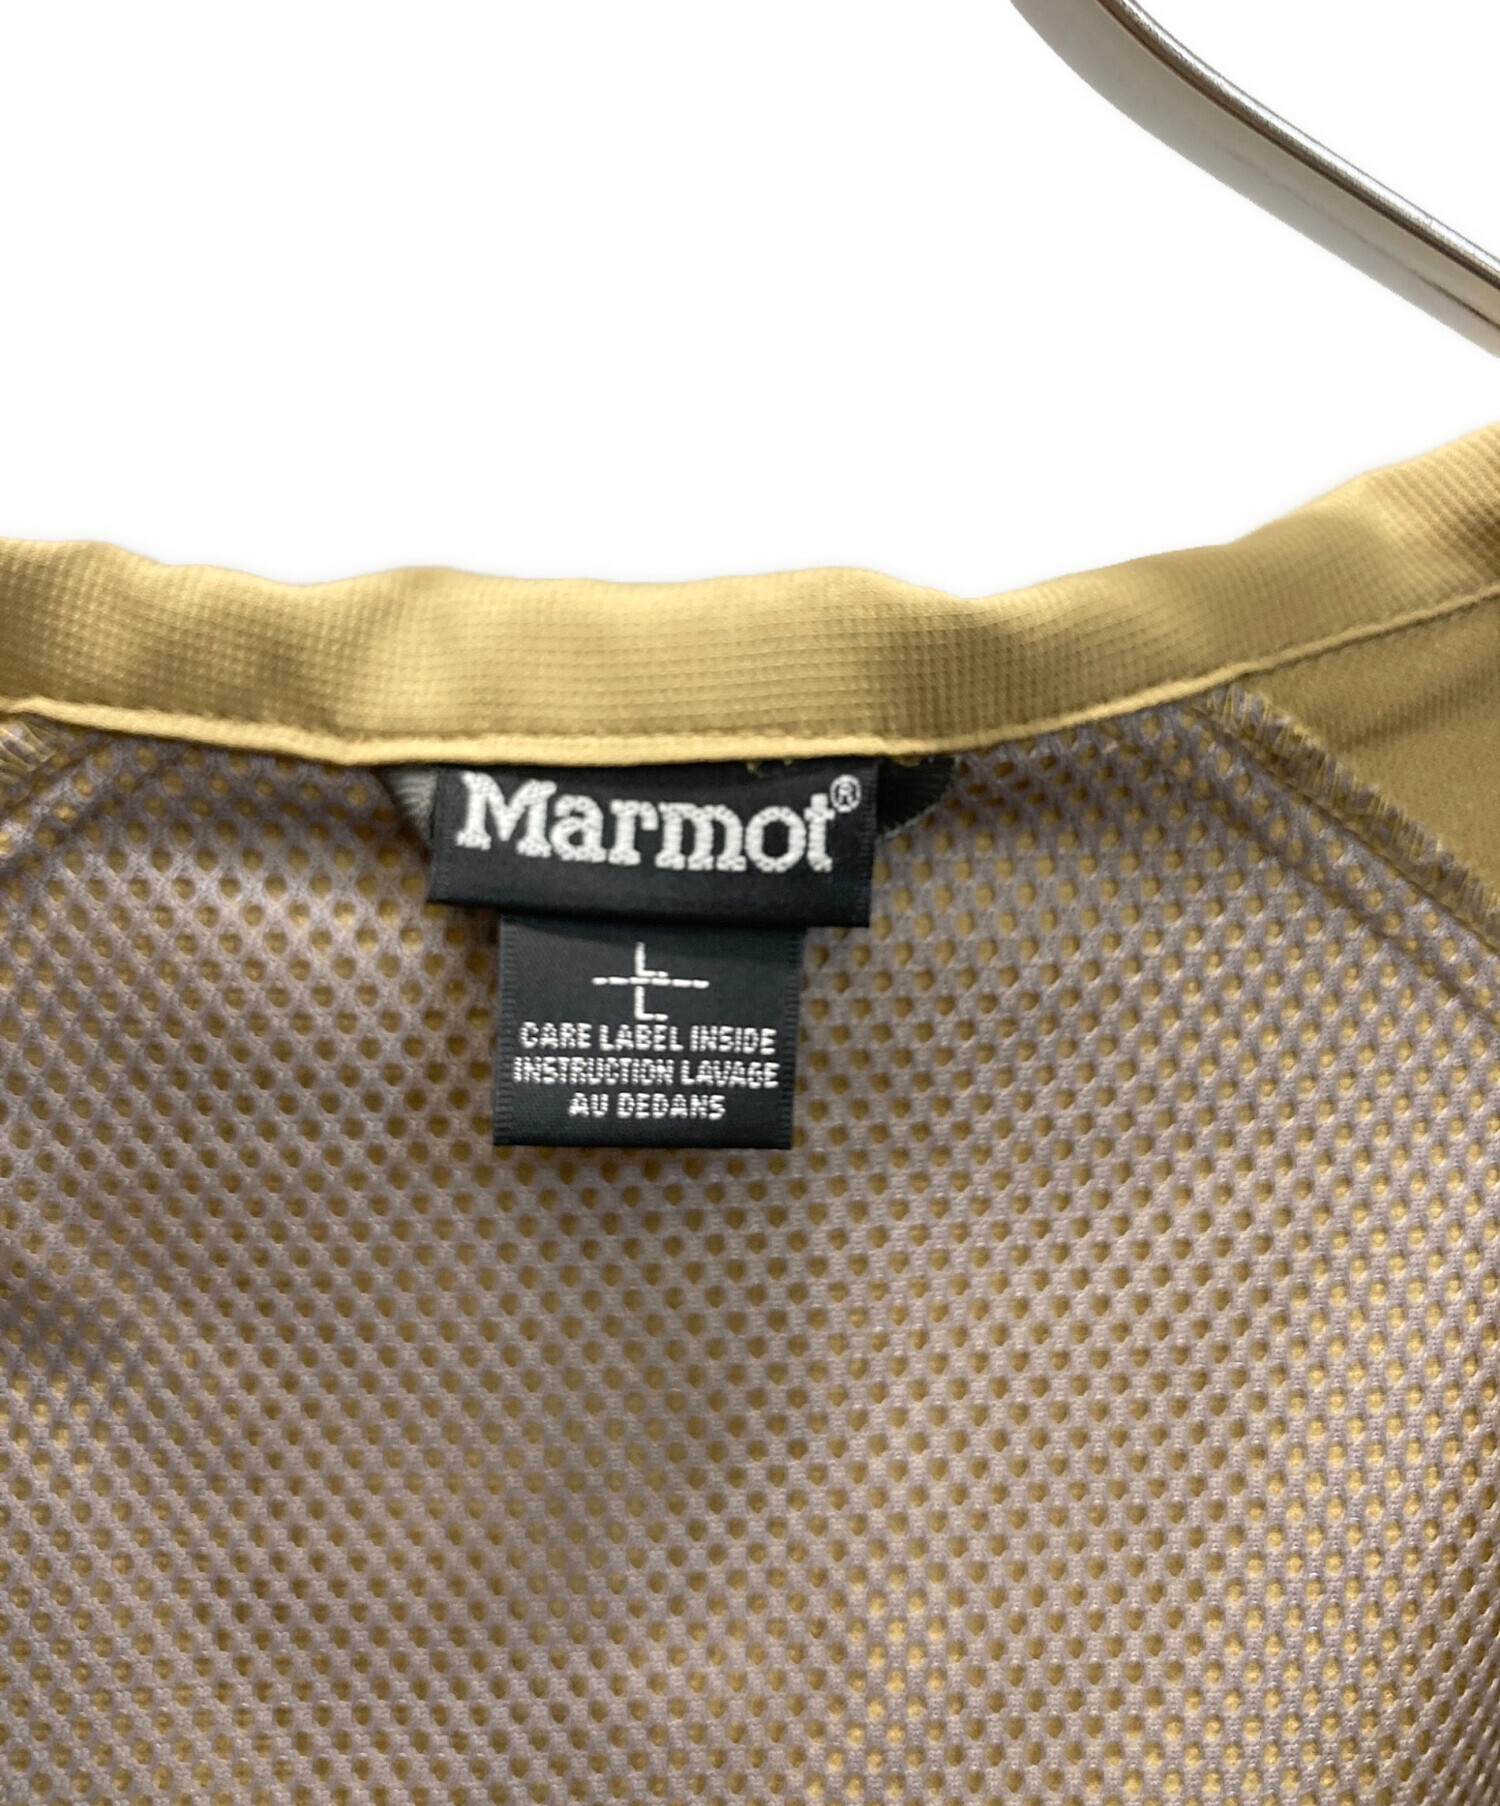 Marmot®
L
L
CARE LABEL INSIDE
INSTRUCTION LAVAGE
AU DEDANS